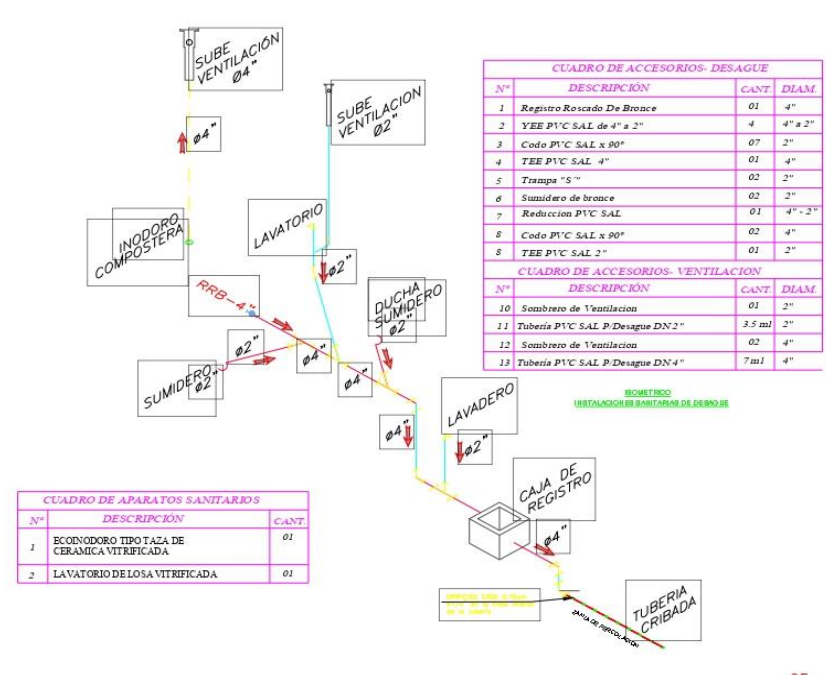 SUBE
VENTILACIÓN
Ø4"
SUBE
VENTILACION
Ø2"
Ø4"
INODORO
COMPOSTERA
LAVATORIO
Ø2"
RRB-4"
DUCHA
SUMIDERO
Ø2"
Ø2"
SUMIDERO
Ø2"
Ø4"
Ø4"
Ø4"
LAVADERO
Ø2"
CAJA DE
REGISTRO
Ø4"
TUBERIA
CRIBADA
ZANJA DE PERCOLACION
CUADRO DE ACCESORIOS- DESAGUE
N° DESCRIPCIÓN CANT. DIAM.
1 Registro Roscado De Bronce 01 4"
2 YEE PVC SAL de 4" a 2" 4 4" a 2"
3 Codo PVC SAL x 90° 07 2"
4 TEE PVC SAL 4" 01 4"
5 Trampa "S" 02 2"
6 Sumidero de bronce 02 2"
7 Reduccion PVC SAL 01 4" - 2"
8 Codo PVC SAL x 90° 02 4"
8 TEE PVC SAL 2" 01 2"
CUADRO DE ACCESORIOS- VENTILACION
N° DESCRIPCIÓN CANT. DIAM.
10 Sombrero de Ventilacion 01 2"
11 Tubería PVC SAL P/Desague DN 2" 3.5 ml 2"
12 Sombrero de Ventilacion 02 4"
13 Tubería PVC SAL P/Desague DN 4" 7 ml 4"
ISOMETRICO
INSTALACIONES SANITARIAS DE DESAGUE
CUADRO DE APARATOS SANITARIOS
N° DESCRIPCIÓN CANT.
1 ECOINODORO TIPO TAZA DE
CERAMICA VITRIFICADA 01
2 LAVATORIO DE LOSA VITRIFICADA 01